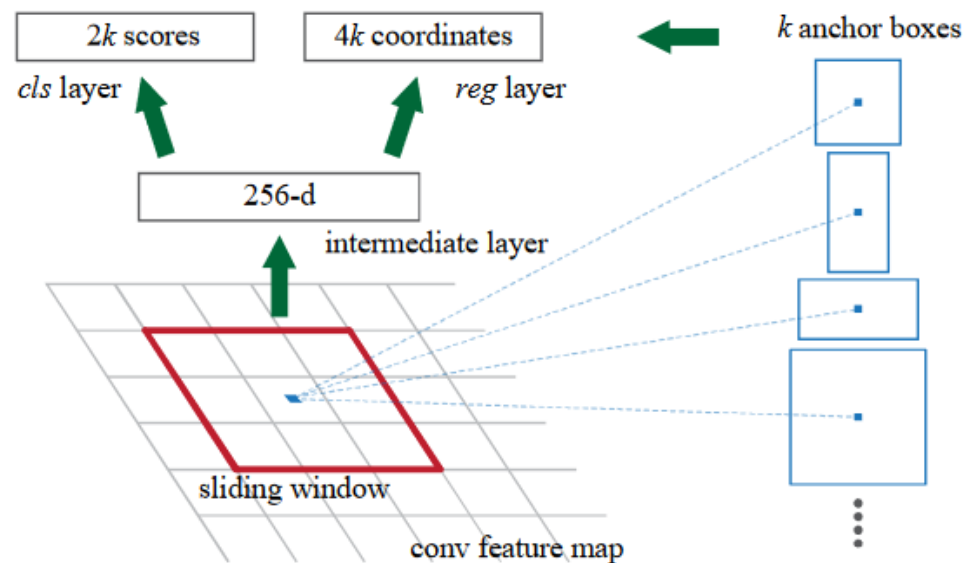 2k scores
4k coordinates
k anchor boxes
cls layer
reg layer
256-d
intermediate layer
sliding window
conv feature map